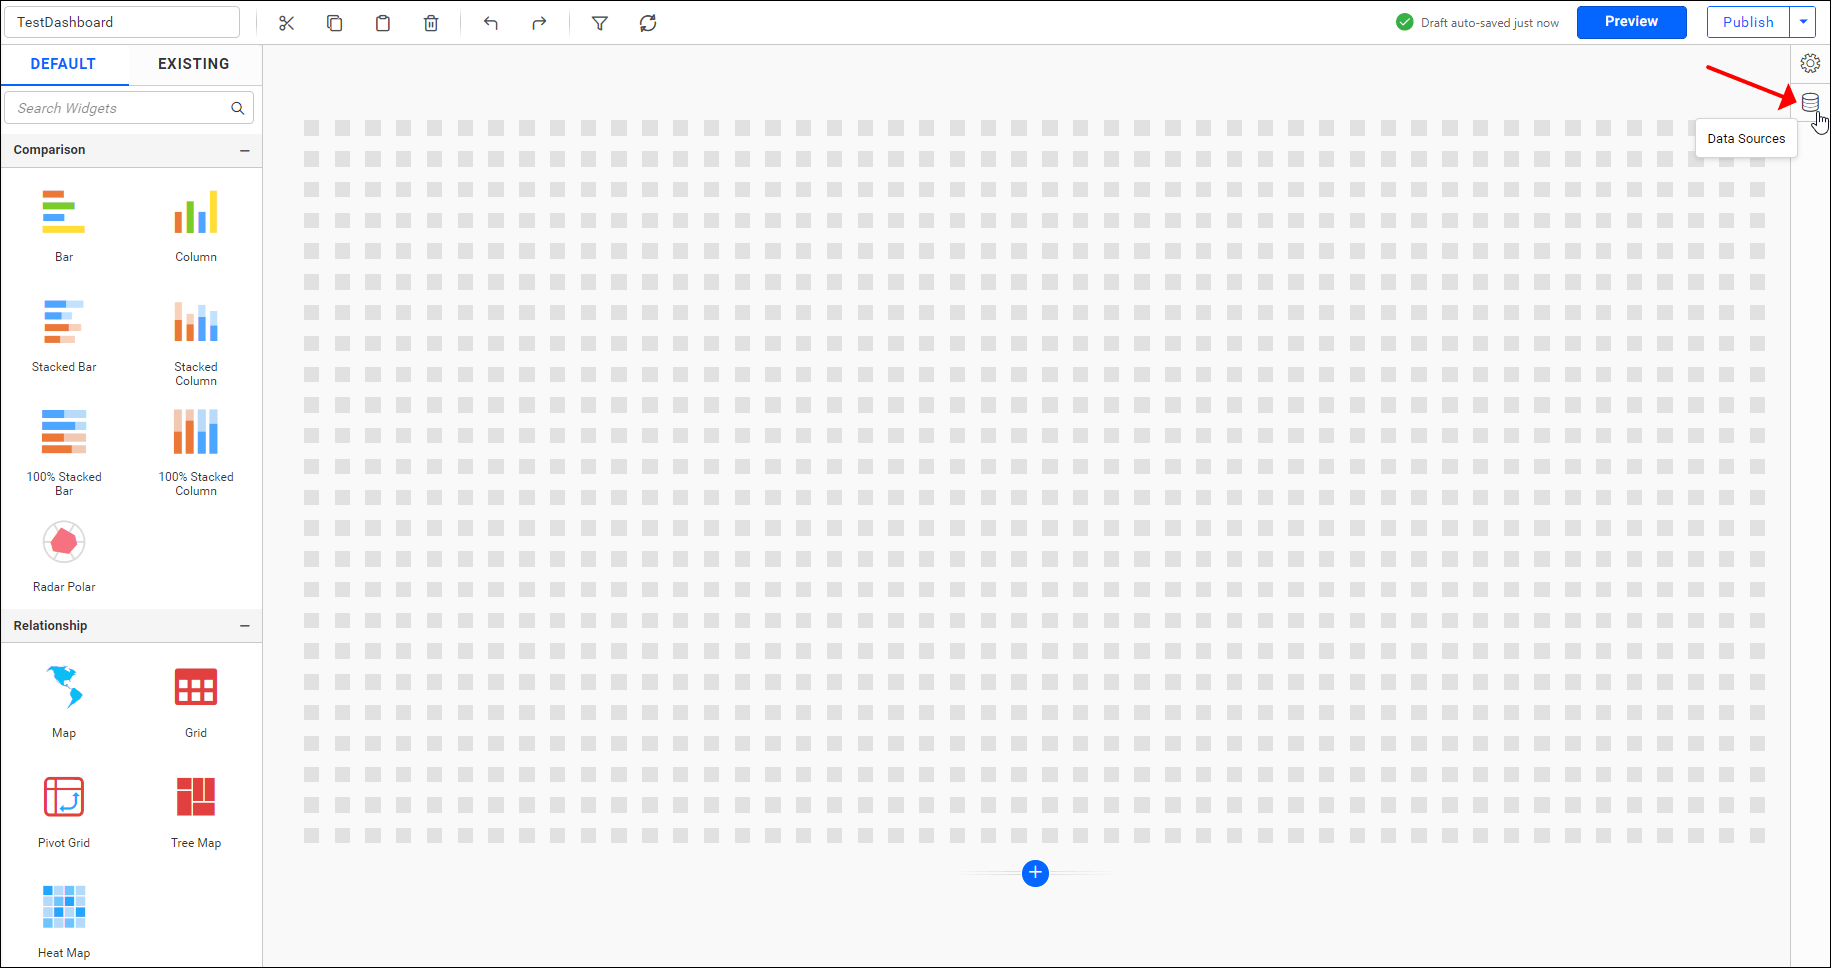 TestDashboard
Draft auto-saved just now
Preview
Publish
DEFAULT
EXISTING
Search Widgets
Data Sources
Comparison
Bar
Column
Stacked Bar
Stacked
Column
100% Stacked
Bar
100% Stacked
Column
Radar Polar
Relationship
Map
Grid
Pivot Grid
Tree Map
Heat Map